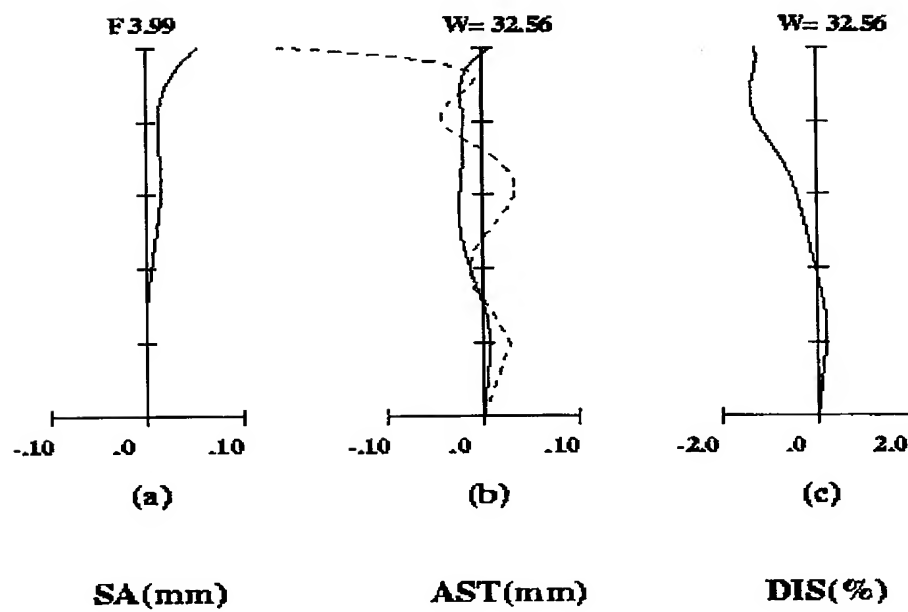 F 3.99 W= 32.56 W= 32.56
-.10 .0 .10 -.10 .0 .10 -2.0 .0 2.0
(a) (b) (c)
SA(mm) AST(mm) DIS(%)